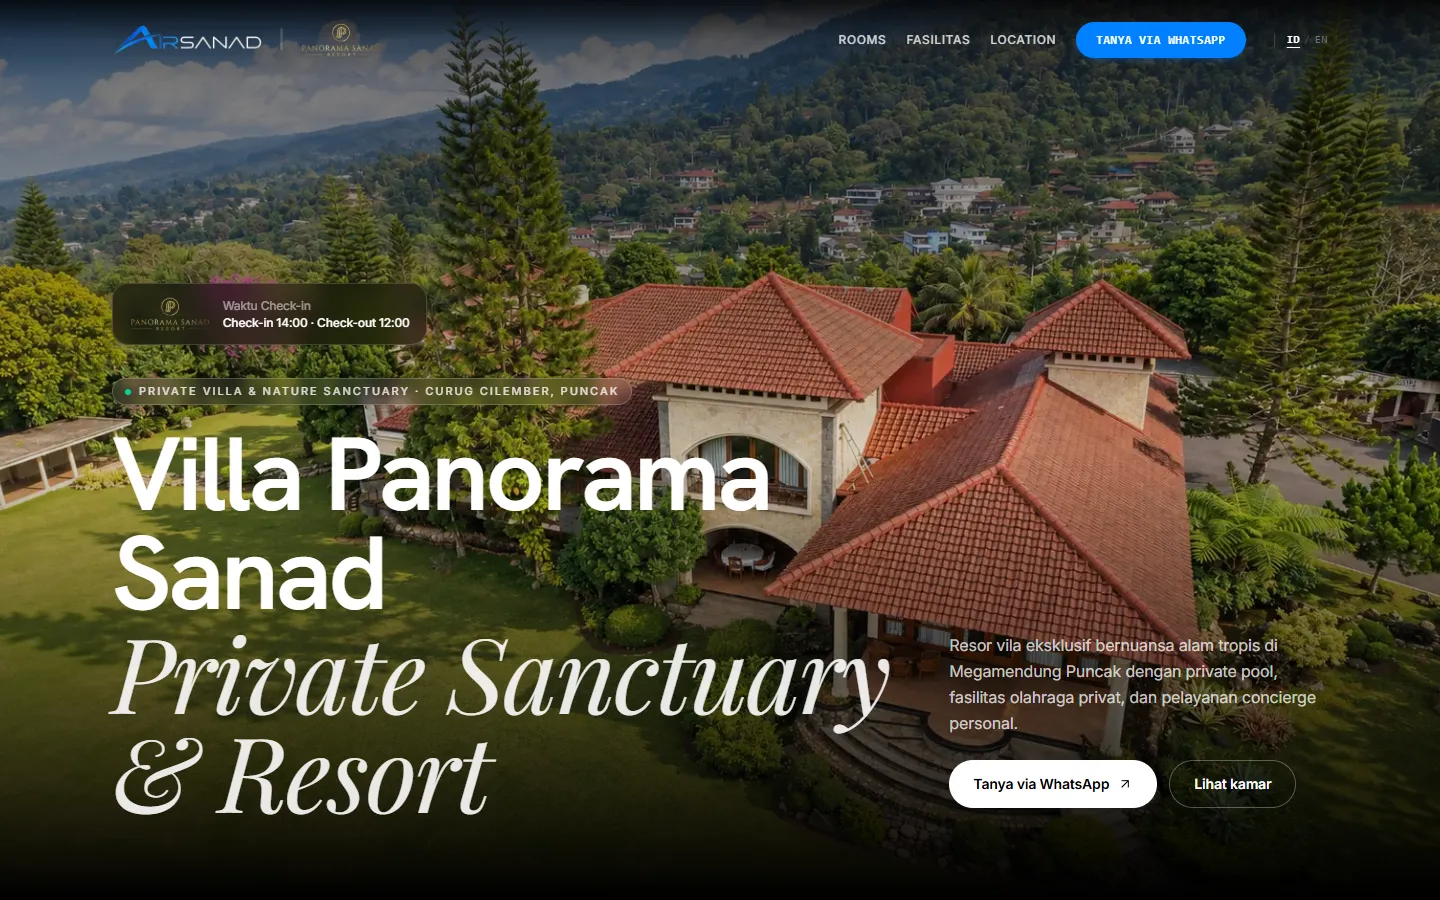 AIRSANAD
PANORAMA SANAD
RESORT
ROOMS
FASILITAS
LOCATION
TANYA VIA WHATSAPP
ID / EN
PANORAMA SANAD
RESORT
Waktu Check-in
Check-in 14:00 · Check-out 12:00
PRIVATE VILLA & NATURE SANCTUARY · CURUG CILEMBER, PUNCAK
Villa Panorama
Sanad
Private Sanctuary
& Resort
Resor vila eksklusif bernuansa alam tropis di
Megamendung Puncak dengan private pool,
fasilitas olahraga privat, dan pelayanan concierge
personal.
Tanya via WhatsApp
Lihat kamar